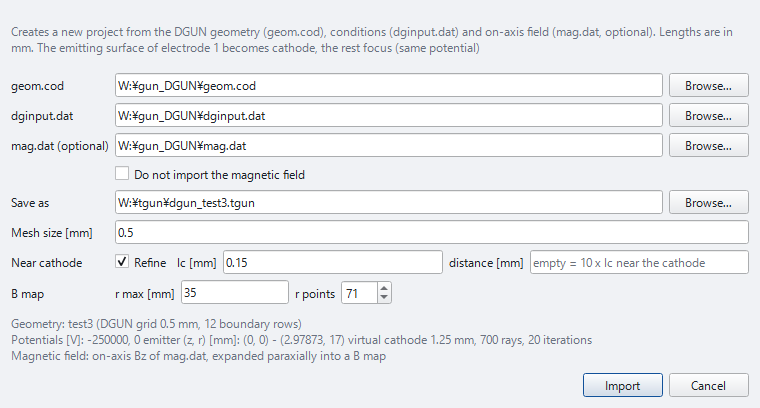 Creates a new project from the DGUN geometry (geom.cod), conditions (dginput.dat) and on-axis field (mag.dat, optional). Lengths are in
mm. The emitting surface of electrode 1 becomes cathode, the rest focus (same potential)
geom.cod W:¥gun_DGUN¥geom.cod Browse...
dginput.dat W:¥gun_DGUN¥dginput.dat Browse...
mag.dat (optional) W:¥gun_DGUN¥mag.dat Browse...
Do not import the magnetic field
Save as W:¥tgun¥dgun_test3.tgun Browse...
Mesh size [mm] 0.5
Near cathode Refine lc [mm] 0.15 distance [mm] empty = 10 x lc near the cathode
B map r max [mm] 35 r points 71
Geometry: test3 (DGUN grid 0.5 mm, 12 boundary rows)
Potentials [V]: -250000, 0 emitter (z, r) [mm]: (0, 0) - (2.97873, 17) virtual cathode 1.25 mm, 700 rays, 20 iterations
Magnetic field: on-axis Bz of mag.dat, expanded paraxially into a B map
Import Cancel